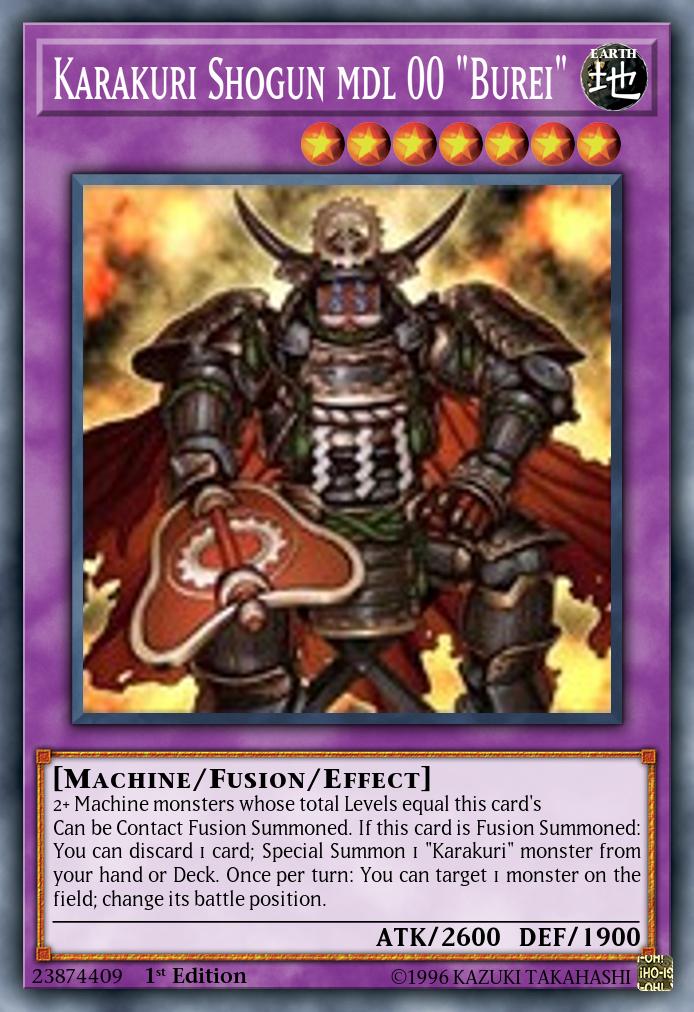 KARAKURI SHOGUN MDL 00 "BUREI"
EARTH
地
[MACHINE/FUSION/EFFECT]
2+ Machine monsters whose total Levels equal this card's
Can be Contact Fusion Summoned. If this card is Fusion Summoned:
You can discard 1 card; Special Summon 1 "Karakuri" monster from
your hand or Deck. Once per turn: You can target 1 monster on the
field; change its battle position.
ATK/2600 DEF/1900
23874409 1st Edition ©1996 KAZUKI TAKAHASHI